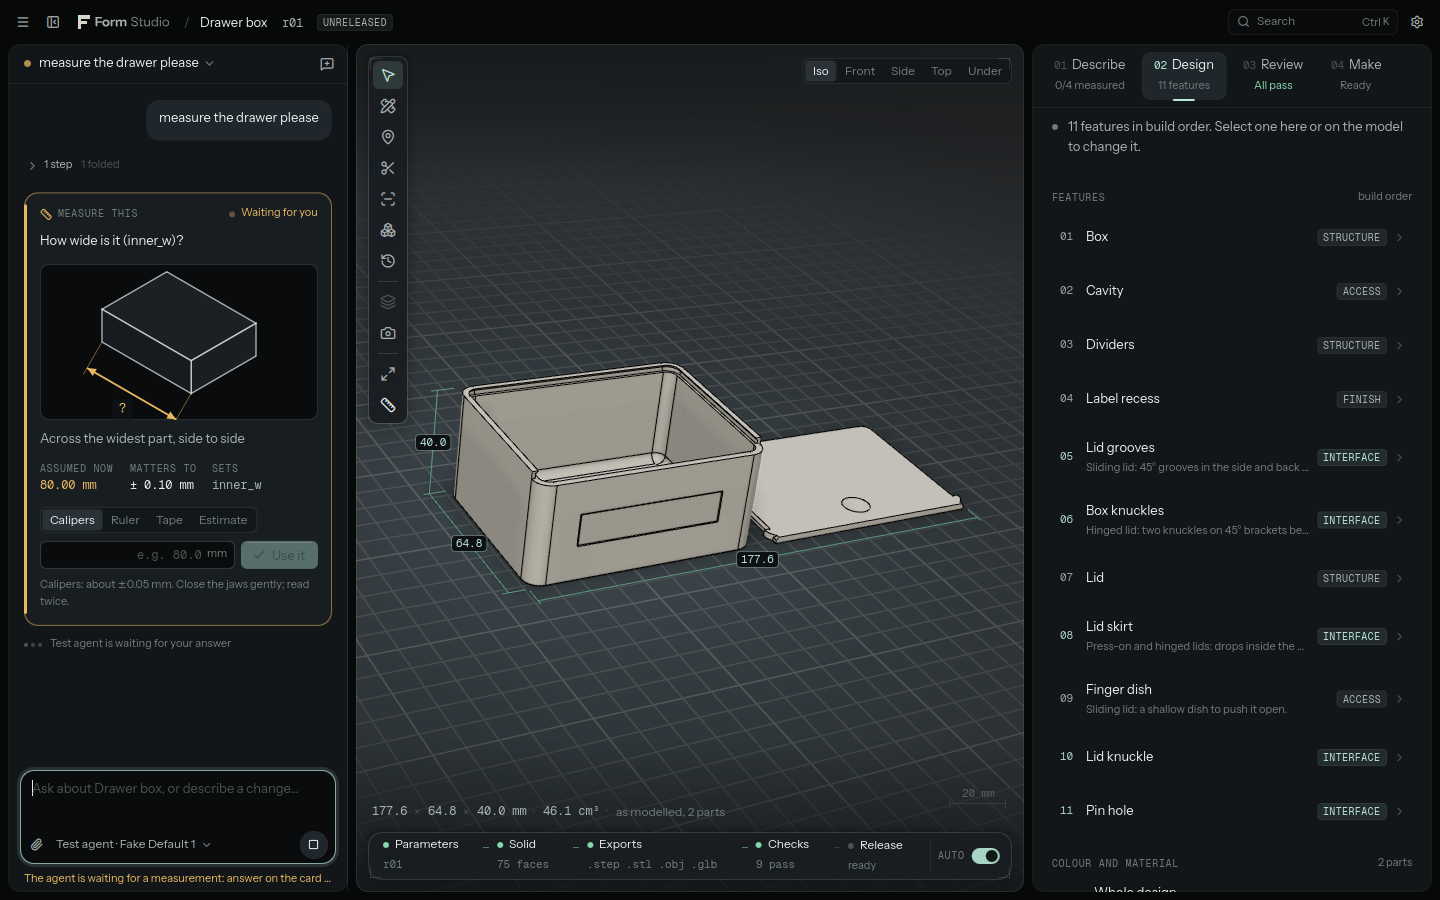 Form Studio / Drawer box r01 UNRELEASED
Search Ctrl K
measure the drawer please
measure the drawer please
1 step 1 folded
MEASURE THIS Waiting for you
How wide is it (inner_w)?
?
Across the widest part, side to side
ASSUMED NOW MATTERS TO SETS
80.00 mm ± 0.10 mm inner_w
Calipers Ruler Tape Estimate
e.g. 80.0 mm Use it
Calipers: about ±0.05 mm. Close the jaws gently; read
twice.
Test agent is waiting for your answer
Ask about Drawer box, or describe a change…
Test agent · Fake Default 1
The agent is waiting for a measurement: answer on the card …
Iso Front Side Top Under
40.0
64.8
177.6
20 mm
177.6 × 64.8 × 40.0 mm · 46.1 cm³ · as modelled, 2 parts
Parameters Solid Exports Checks Release
r01 75 faces .step .stl .obj .glb 9 pass ready
AUTO
01 Describe 02 Design 03 Review 04 Make
0/4 measured 11 features All pass Ready
11 features in build order. Select one here or on the model
to change it.
FEATURES build order
01 Box STRUCTURE
02 Cavity ACCESS
03 Dividers STRUCTURE
04 Label recess FINISH
05 Lid grooves INTERFACE
Sliding lid: 45° grooves in the side and back …
06 Box knuckles INTERFACE
Hinged lid: two knuckles on 45° brackets be…
07 Lid STRUCTURE
08 Lid skirt INTERFACE
Press-on and hinged lids: drops inside the …
09 Finger dish ACCESS
Sliding lid: a shallow dish to push it open.
10 Lid knuckle INTERFACE
11 Pin hole INTERFACE
COLOUR AND MATERIAL 2 parts
Whole design